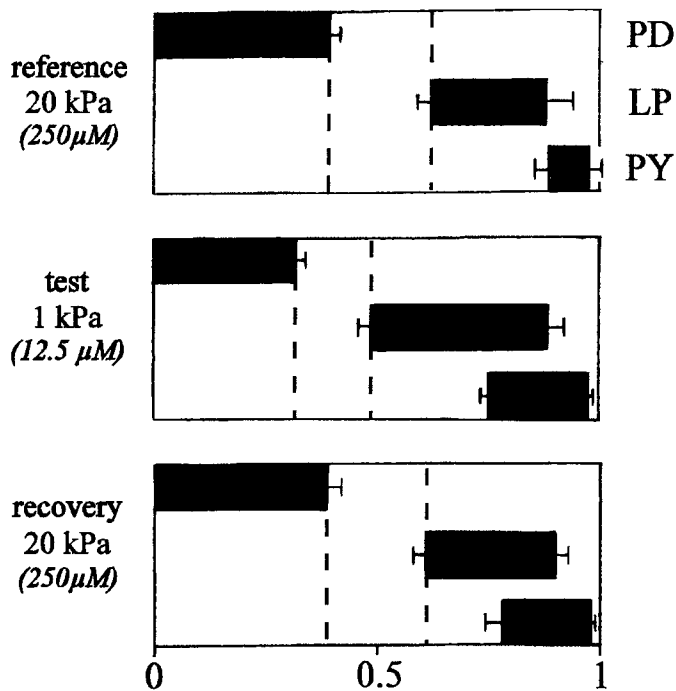 PD
reference
20 kPa
(250μM)
LP
PY
test
1 kPa
(12.5 μM)
recovery
20 kPa
(250μM)
0
0.5
1